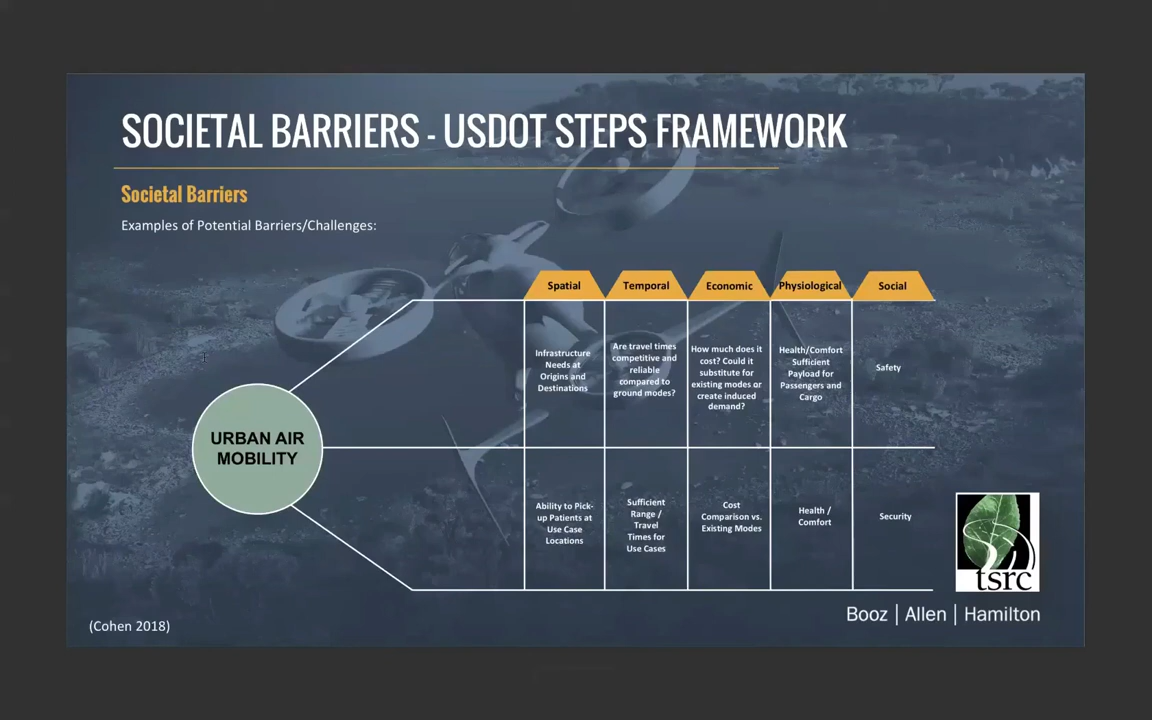 SOCIETAL BARRIERS - USDOT STEPS FRAMEWORK
Societal Barriers
Examples of Potential Barriers/Challenges:
Spatial
Temporal
Economic
Physiological
Social
Infrastructure
Needs at
Origins and
Destinations
Are travel times
competitive and
reliable
compared to
ground modes?
How much does it
cost? Could it
substitute for
existing modes or
create induced
demand?
Health/Comfort
Sufficient
Payload for
Passengers and
Cargo
Safety
URBAN AIR
MOBILITY
Ability to Pick-
up Patients at
Use Case
Locations
Sufficient
Range /
Travel
Times for
Use Cases
Cost
Comparison vs.
Existing Modes
Health /
Comfort
Security
tsrc
Booz | Allen | Hamilton
(Cohen 2018)